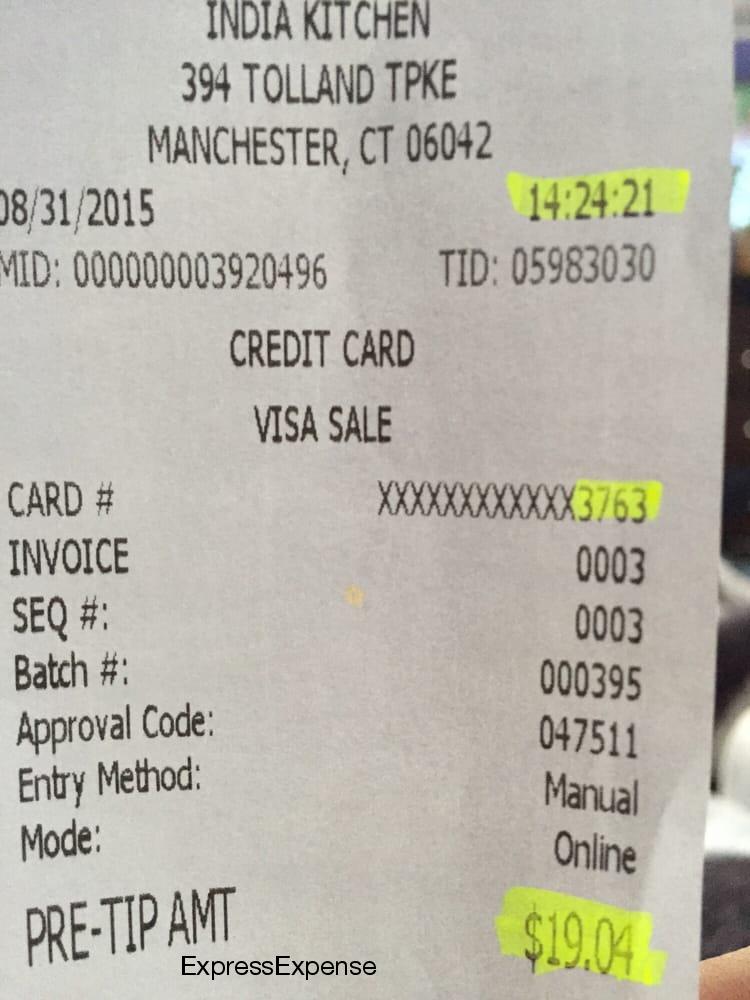 INDIA KITCHEN
394 TOLLAND TPKE
MANCHESTER, CT 06042
08/31/2015 14:24:21
MID: 000000003920496 TID: 05983030
CREDIT CARD
VISA SALE
CARD # XXXXXXXXXXXX3763
INVOICE 0003
SEQ #: 0003
Batch #: 000395
Approval Code: 047511
Entry Method: Manual
Mode: Online
PRE-TIP AMT $19.04
ExpressExpense